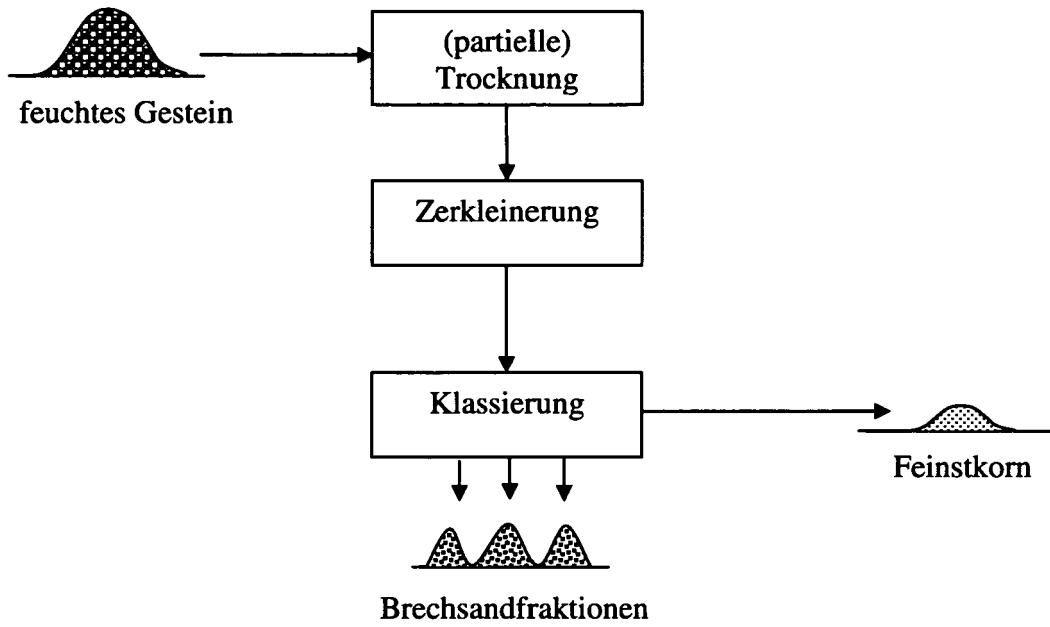 (partielle)
Trocknung
feuchtes Gestein
Zerkleinerung
Klassierung
Feinstkorn
Brechsandfraktionen